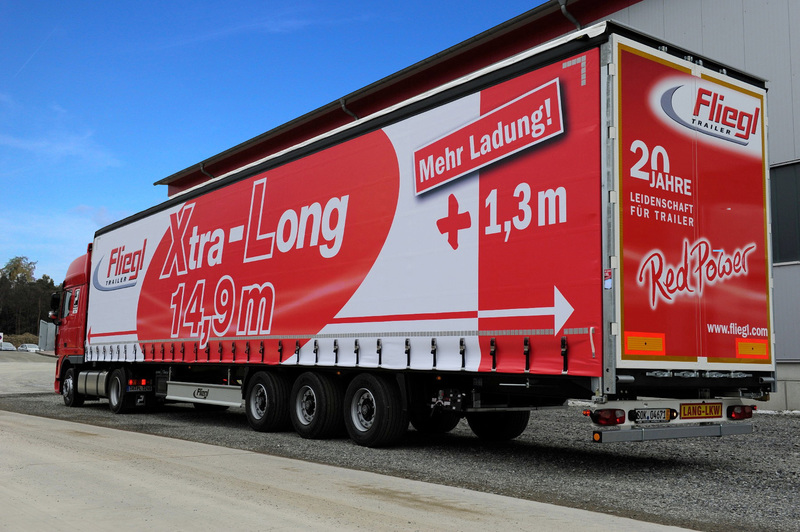 Fliegl
TRAILER
Xtra-Long
14,9 m
Mehr Ladung!
+ 1,3 m
Fliegl
TRAILER
20
JAHRE
LEIDENSCHAFT
FÜR TRAILER
RedPower
www.fliegl.com
LANG-LKW
Fliegl